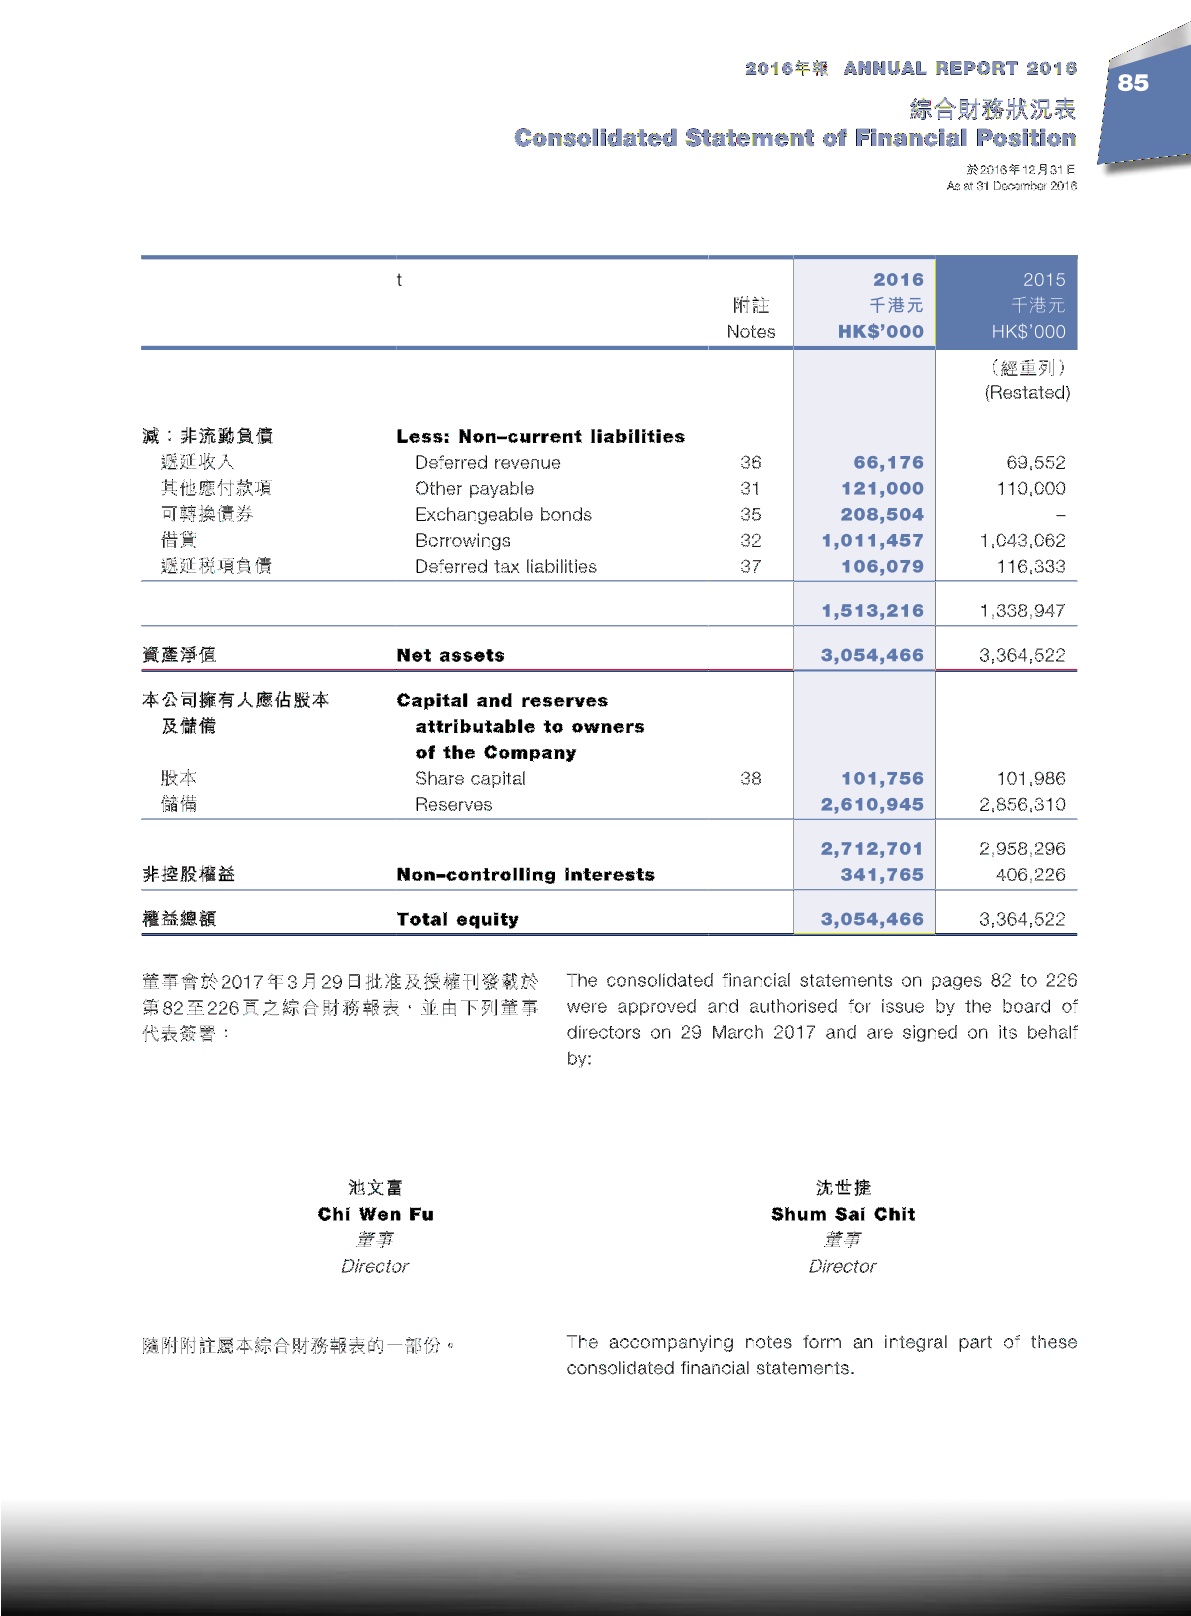 2016年報 ANNUAL REPORT 2016
85
綜合財務狀況表
Consolidated Statement of Financial Position
於2016年12月31日
As at 31 December 2016
t 2016 2015
附註 千港元 千港元
Notes HK$’000 HK$’000
（經重列）
(Restated)
減：非流動負債 Less: Non–current liabilities
遞延收入 Deferred revenue 36 66,176 69,552
其他應付款項 Other payable 31 121,000 110,000
可轉換債券 Exchangeable bonds 35 208,504 –
借貸 Borrowings 32 1,011,457 1,043,062
遞延稅項負債 Deferred tax liabilities 37 106,079 116,333
1,513,216 1,338,947
資產淨值 Net assets 3,054,466 3,364,522
本公司擁有人應佔股本 Capital and reserves
及儲備 attributable to owners
of the Company
股本 Share capital 38 101,756 101,986
儲備 Reserves 2,610,945 2,856,310
2,712,701 2,958,296
非控股權益 Non–controlling interests 341,765 406,226
權益總額 Total equity 3,054,466 3,364,522
董事會於2017年3月29日批准及授權刊發載於
第82至226頁之綜合財務報表，並由下列董事
代表簽署：
The consolidated financial statements on pages 82 to 226
were approved and authorised for issue by the board of
directors on 29 March 2017 and are signed on its behalf
by:
池文富 沈世捷
Chi Wen Fu Shum Sai Chit
董事 董事
Director Director
隨附附註屬本綜合財務報表的一部份。
The accompanying notes form an integral part of these
consolidated financial statements.